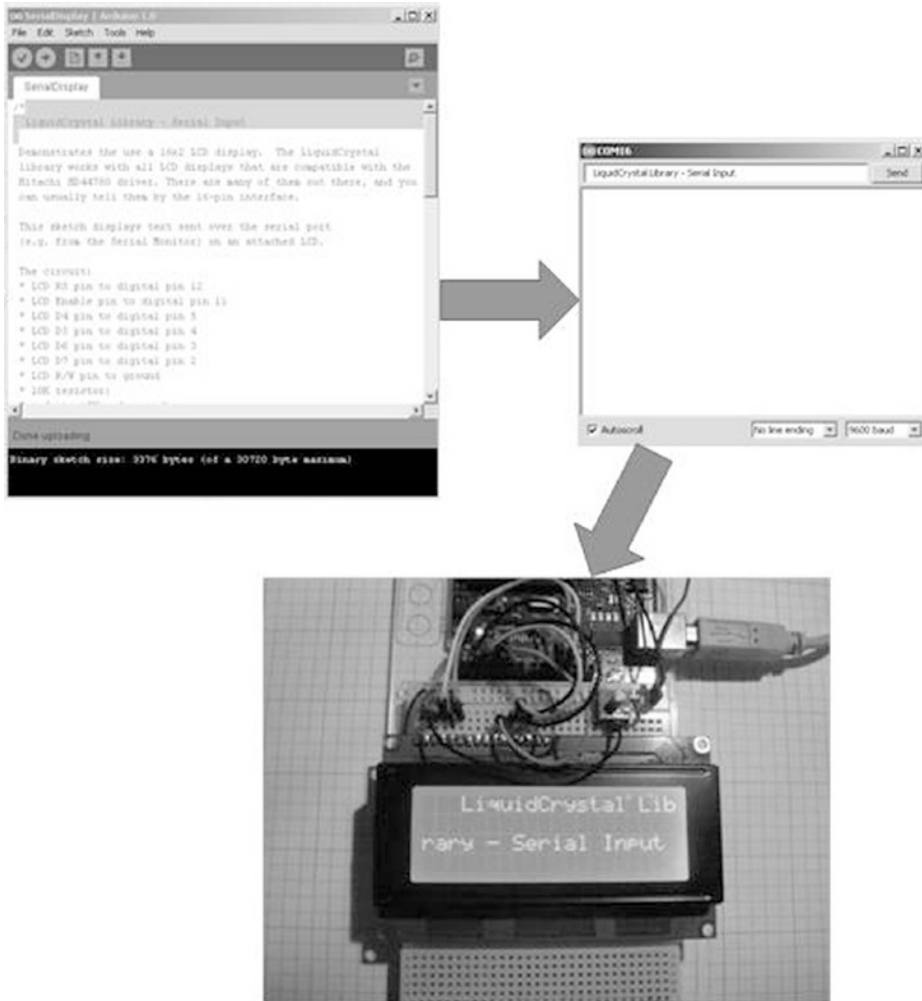 SerialDisplay | Arduino 1.0
File Edit Sketch Tools Help
SerialDisplay
/*
LiquidCrystal Library - Serial Input
Demonstrates the use a 16x2 LCD display. The LiquidCrystal
library works with all LCD displays that are compatible with the
Hitachi HD44780 driver. There are many of them out there, and you
can usually tell them by the 16-pin interface.
This sketch displays text sent over the serial port
(e.g. from the Serial Monitor) on an attached LCD.
The circuit:
* LCD RS pin to digital pin 12
* LCD Enable pin to digital pin 11
* LCD D4 pin to digital pin 5
* LCD D5 pin to digital pin 4
* LCD D6 pin to digital pin 3
* LCD D7 pin to digital pin 2
* LCD R/W pin to ground
* 10K resistor:
Done uploading
Binary sketch size: 3376 bytes (of a 30720 byte maximum)
COM16
LiquidCrystal Library - Serial Input
Send
Autoscroll
No line ending
9600 baud
LiquidCrystal Lib
rary - Serial Input